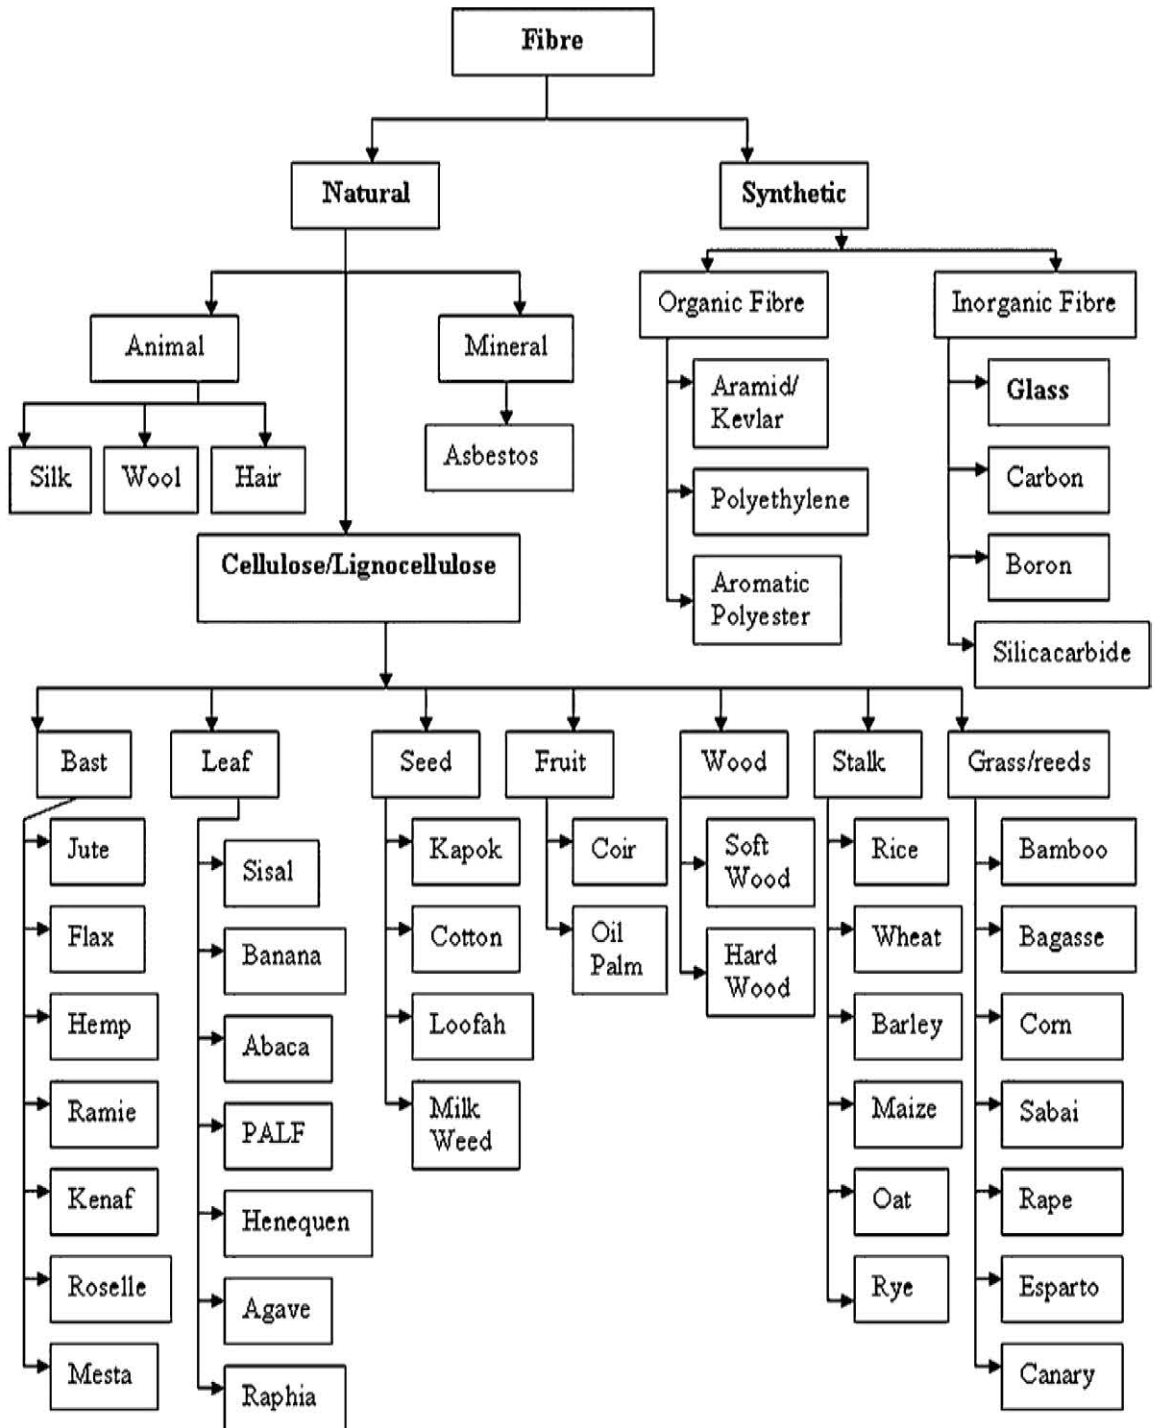 Fibre
Natural
Synthetic
Organic Fibre
Inorganic Fibre
Animal
Mineral
Aramid/
Kevlar
Glass
Silk
Wool
Hair
Asbestos
Polyethylene
Carbon
Cellulose/Lignocellulose
Aromatic
Polyester
Boron
Silicacarbide
Bast
Leaf
Seed
Fruit
Wood
Stalk
Grass/reeds
Jute
Flax
Hemp
Ramie
Kenaf
Roselle
Mesta
Sisal
Banana
Abaca
PALF
Henequen
Agave
Raphia
Kapok
Cotton
Loofah
Milk
Weed
Coir
Oil
Palm
Soft
Wood
Hard
Wood
Rice
Wheat
Barley
Maize
Oat
Rye
Bamboo
Bagasse
Corn
Sabai
Rape
Esparto
Canary